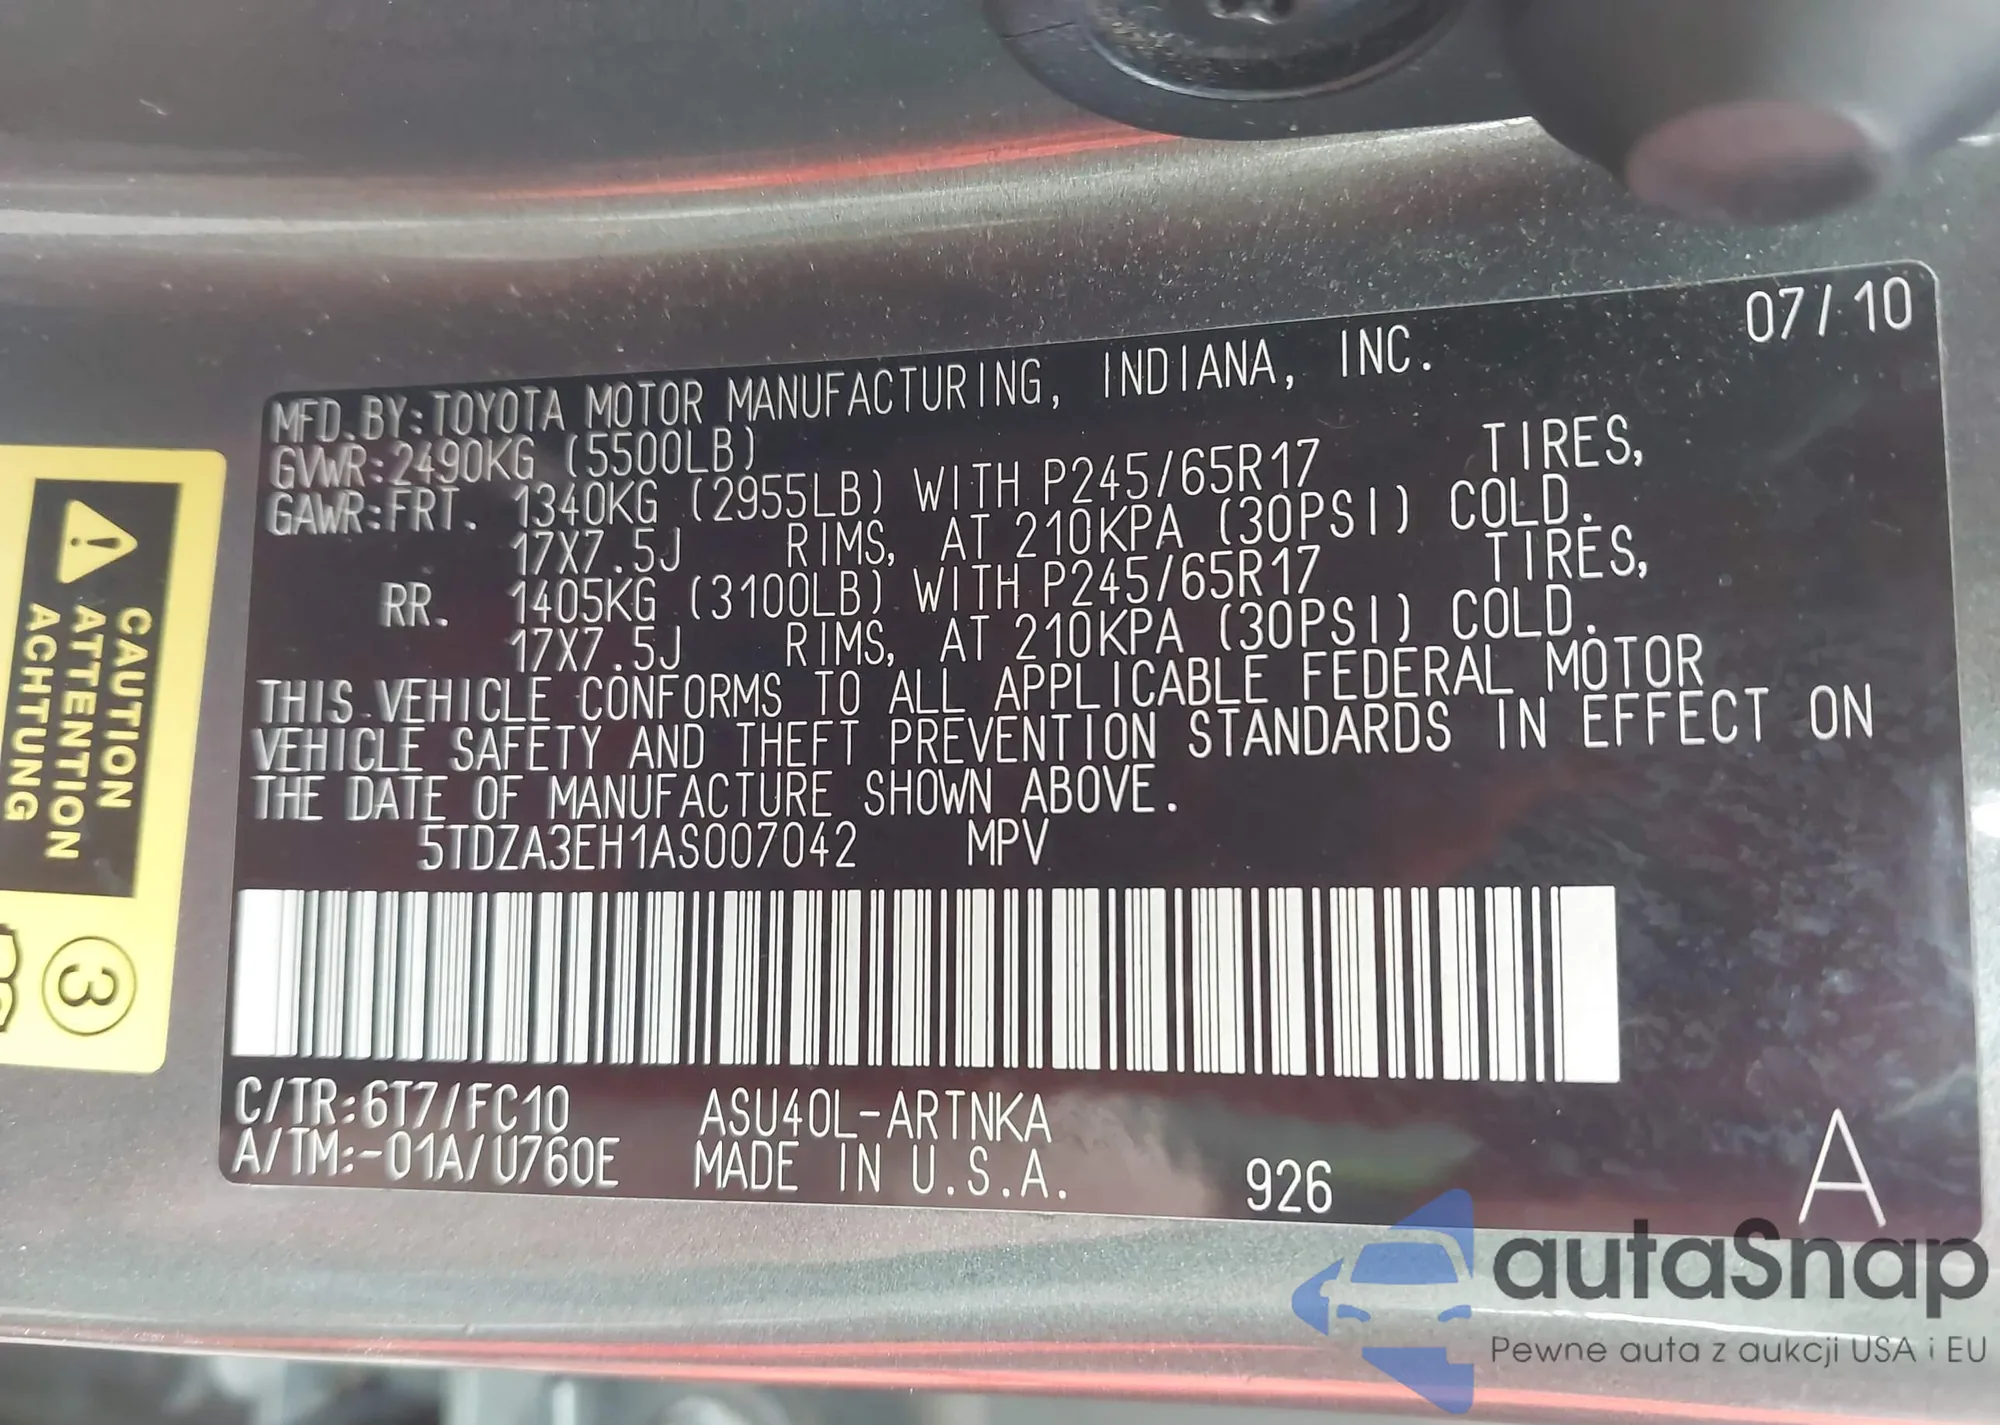 07/10
MFD. BY: TOYOTA MOTOR MANUFACTURING, INDIANA, INC.
GVWR: 2490KG (5500LB)
GAWR: FRT. 1340KG (2955LB) WITH P245/65R17 TIRES,
17X7.5J RIMS, AT 210KPA (30PSI) COLD.
RR. 1405KG (3100LB) WITH P245/65R17 TIRES,
17X7.5J RIMS, AT 210KPA (30PSI) COLD.
THIS VEHICLE CONFORMS TO ALL APPLICABLE FEDERAL MOTOR
VEHICLE SAFETY AND THEFT PREVENTION STANDARDS IN EFFECT ON
THE DATE OF MANUFACTURE SHOWN ABOVE.
5TDZA3EH1AS007042 MPV
C/TR: 6T7/FC10 ASU40L-ARTNKA
A/TM: -01A/U760E MADE IN U.S.A. 926 A
CAUTION
ATTENTION
ACHTUNG
3
autaSnap
Pewne auta z aukcji USA i EU